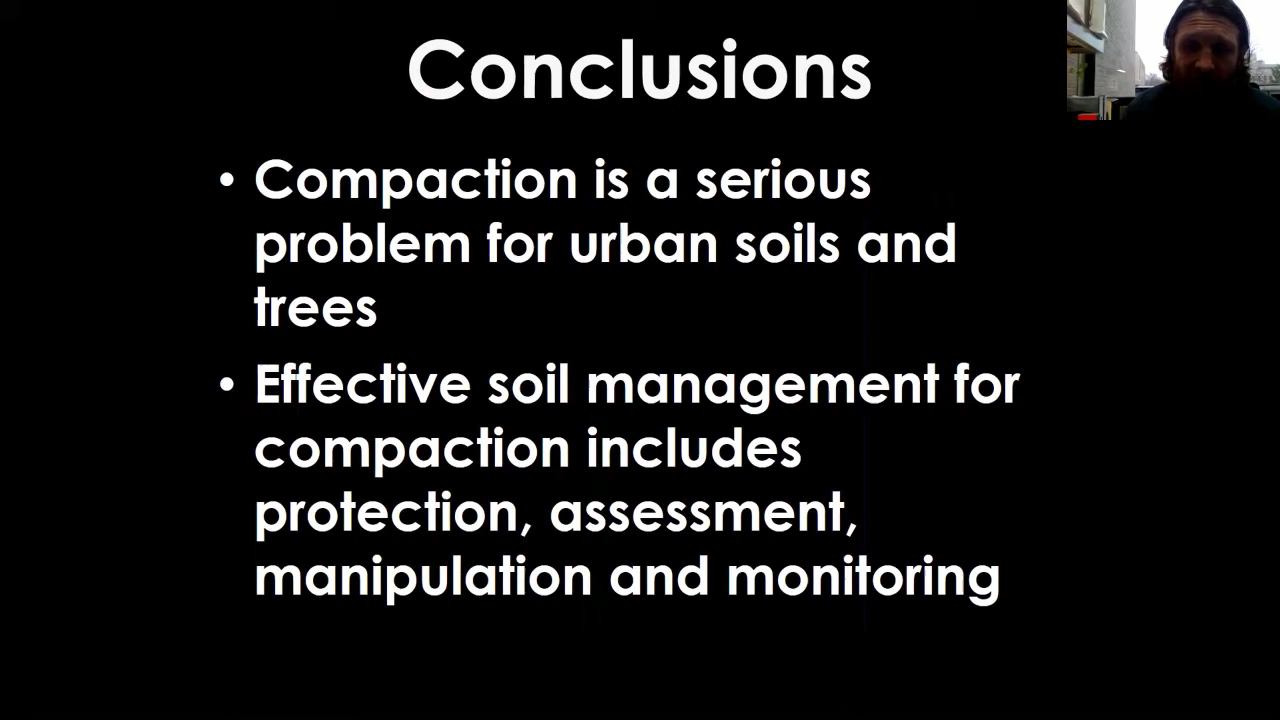 Conclusions
• Compaction is a serious
problem for urban soils and
trees
• Effective soil management for
compaction includes
protection, assessment,
manipulation and monitoring